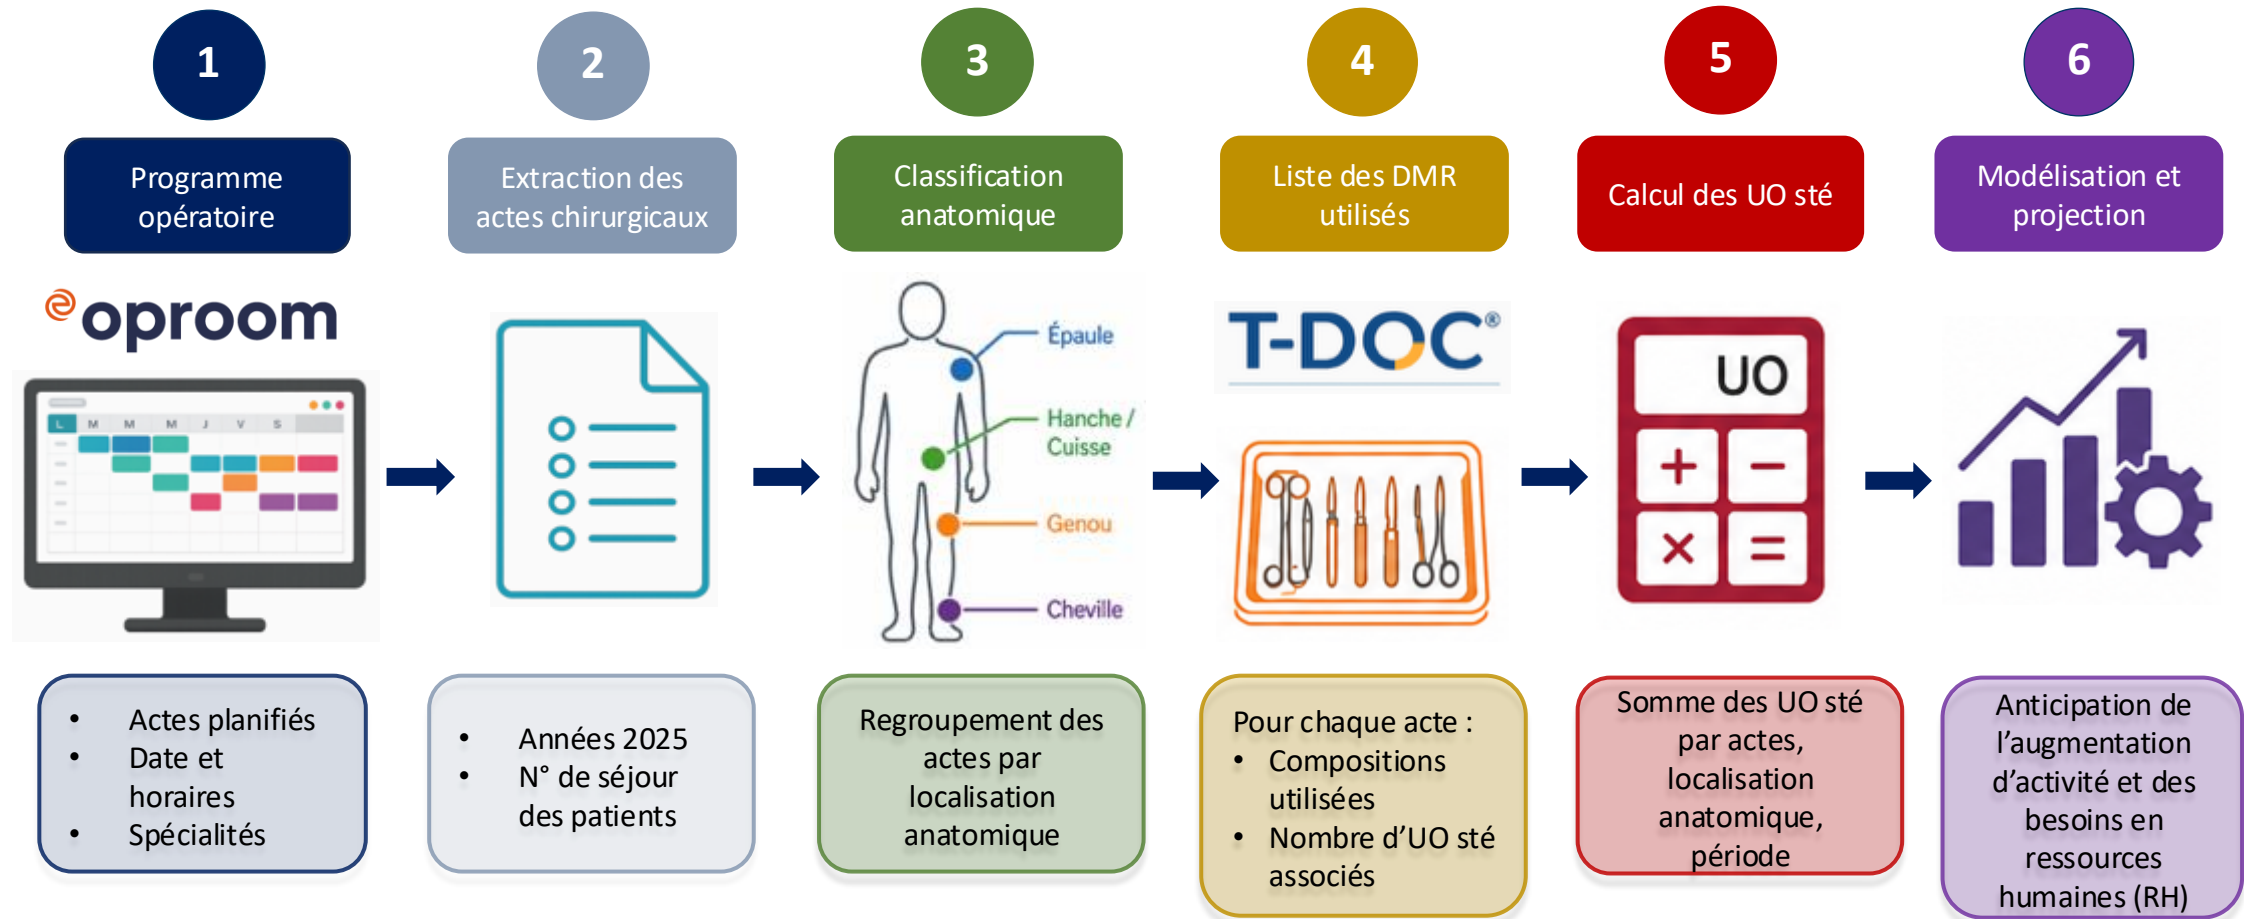 1
2
3
4
5
6
Programme
opératoire
Extraction des
actes chirurgicaux
Classification
anatomique
Liste des DMR
utilisés
Calcul des UO sté
Modélisation et
projection
oproom
L M M M J V S
Épaule
Hanche /
Cuisse
Genou
Cheville
T-DOC®
UO
+ −
× =
• Actes planifiés
• Date et
horaires
• Spécialités
• Années 2025
• N° de séjour
des patients
Regroupement des
actes par
localisation
anatomique
Pour chaque acte :
• Compositions
utilisées
• Nombre d’UO sté
associés
Somme des UO sté
par actes,
localisation
anatomique,
période
Anticipation de
l’augmentation
d’activité et des
besoins en
ressources
humaines (RH)